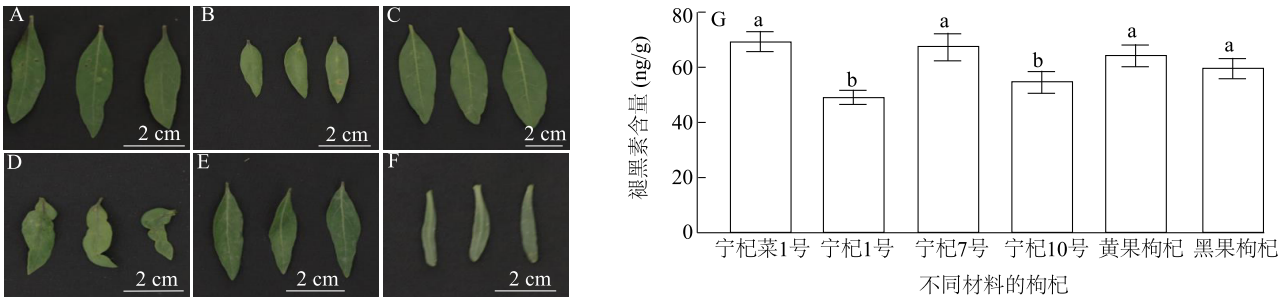 A
B
C
2 cm
2 cm
2 cm
D
E
F
2 cm
2 cm
2 cm
G
褪黑素含量 (ng/g)
80
60
40
20
0
a
b
a
b
a
a
宁杞菜1号 宁杞1号 宁杞7号 宁杞10号 黄果枸杞 黑果枸杞
不同材料的枸杞